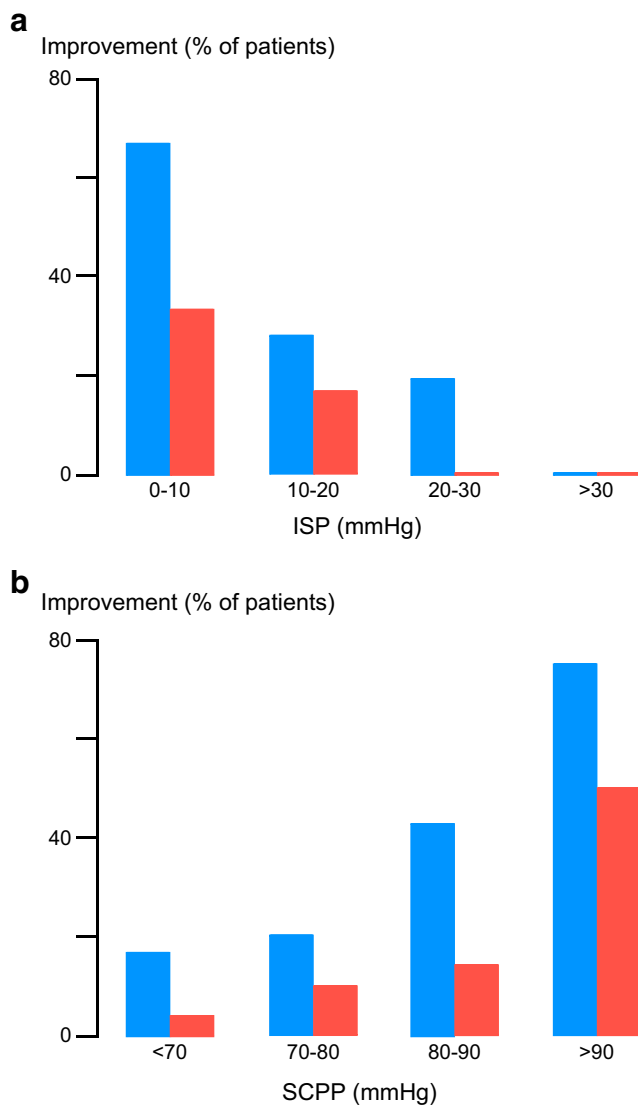 a
Improvement (% of patients)
80
40
0
0-10 10-20 20-30 >30
ISP (mmHg)
b
Improvement (% of patients)
80
40
0
<70 70-80 80-90 >90
SCPP (mmHg)